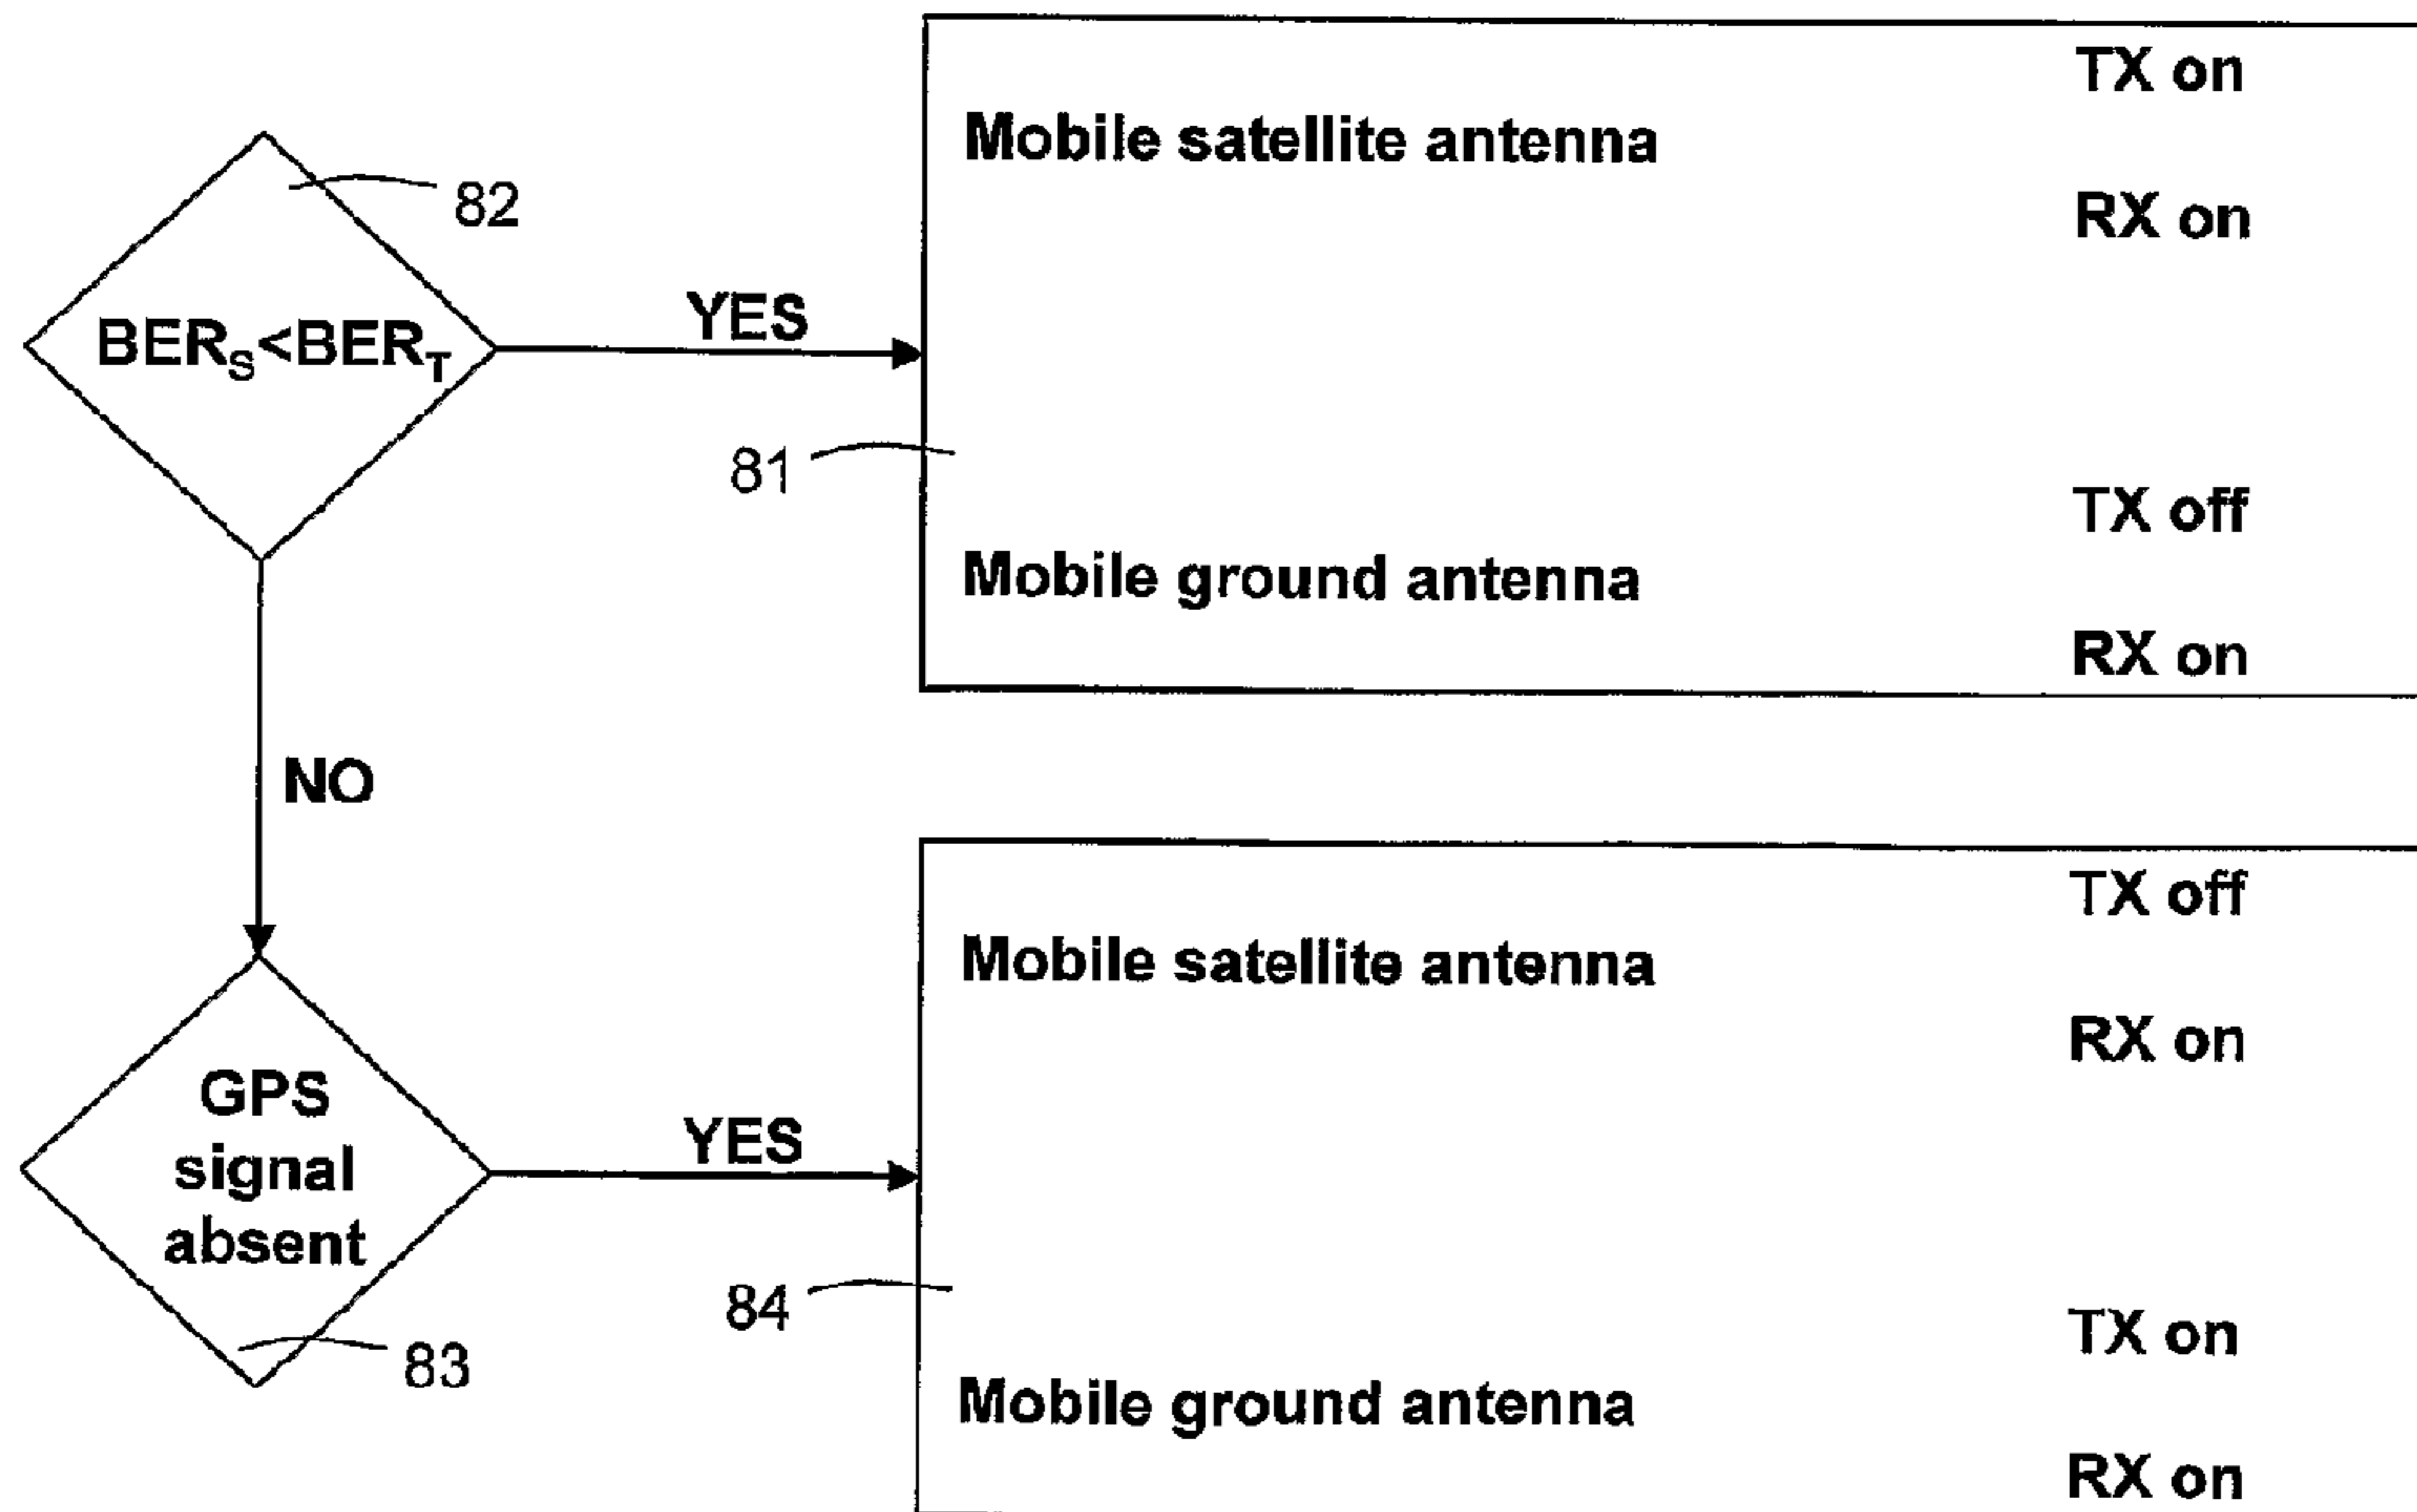 TX on
Mobile satellite antenna
RX on
82
BERS<BERT
YES
81
TX off
Mobile ground antenna
RX on
NO
TX off
Mobile satellite antenna
RX on
GPS
signal
absent
YES
84
83
TX on
Mobile ground antenna
RX on